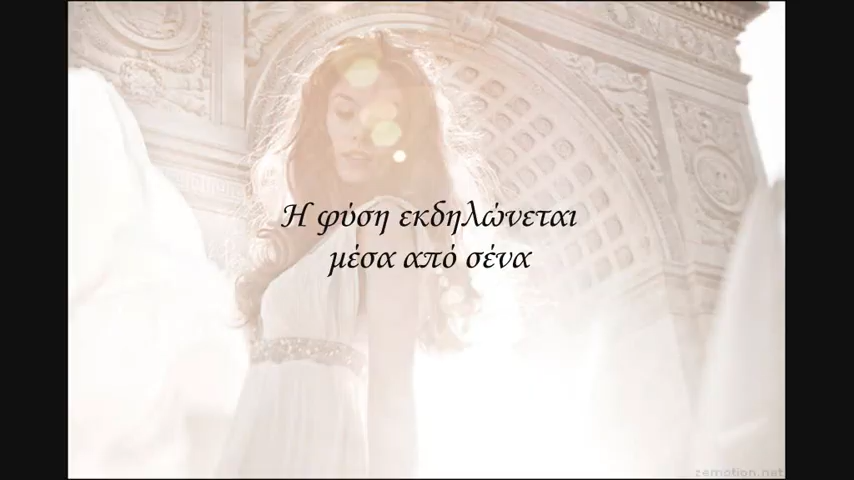 Η φύση εκδηλώνεται
μέσα από σένα
zemotion.net